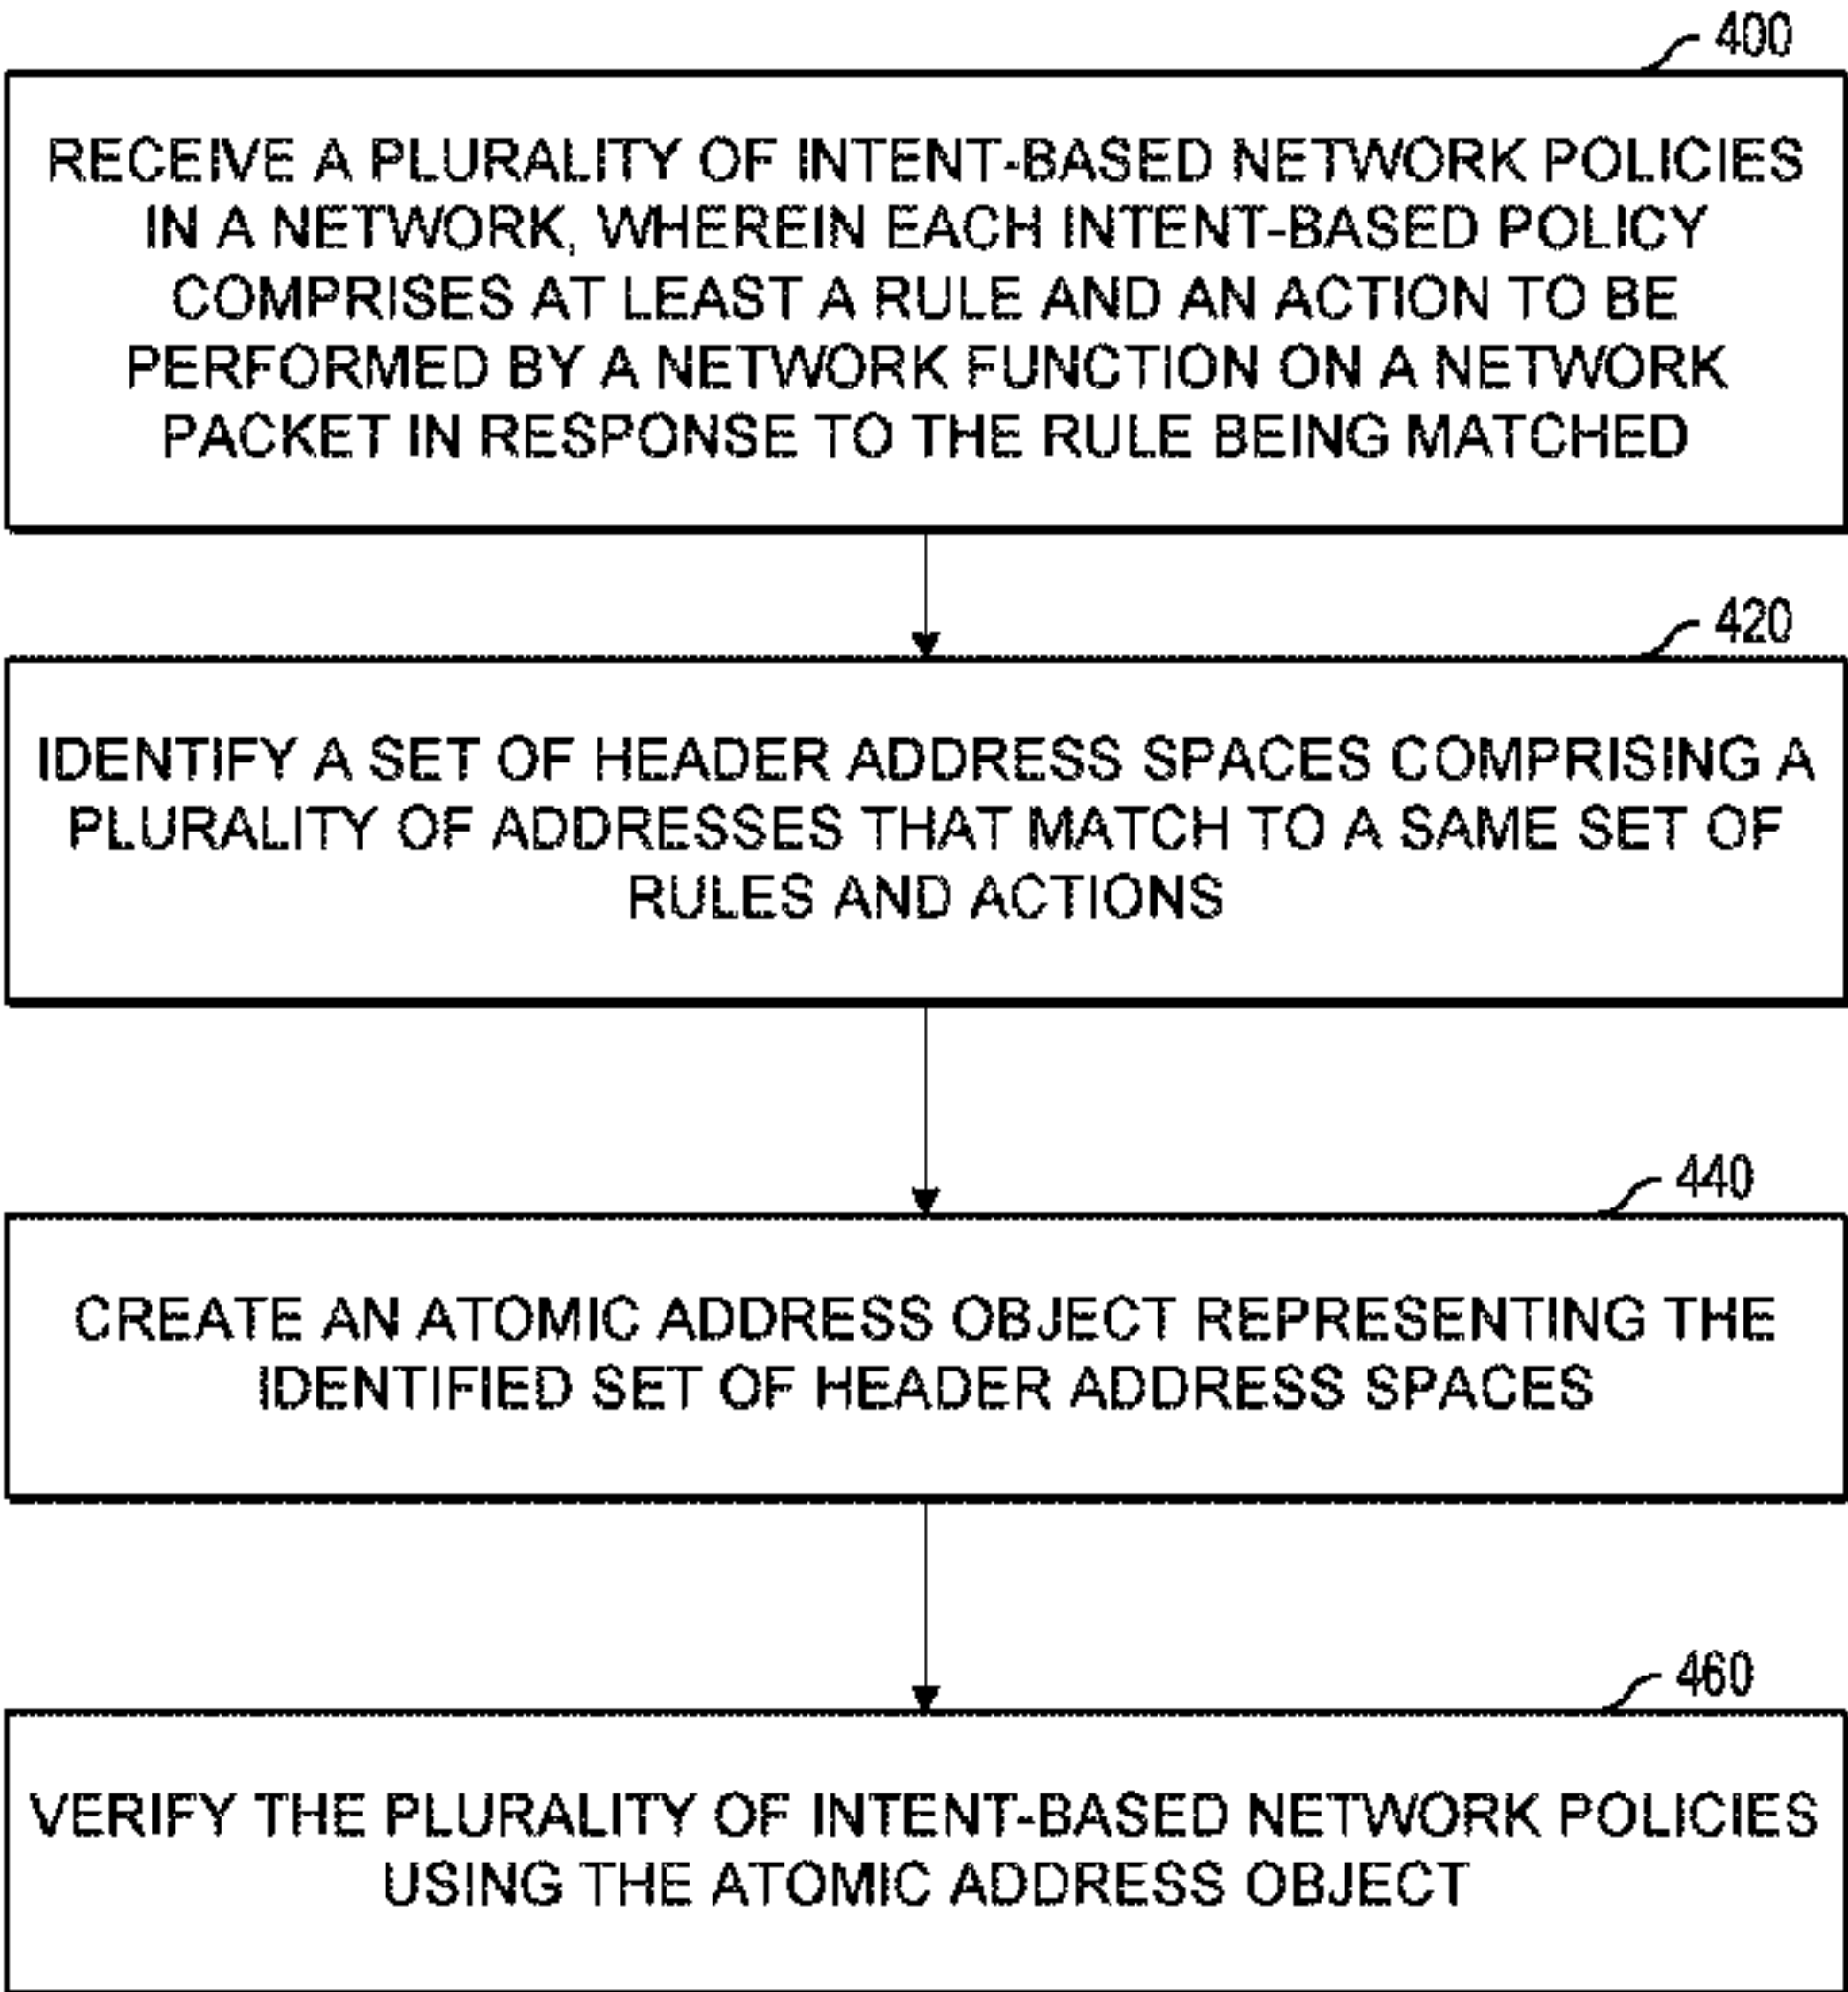 400
RECEIVE A PLURALITY OF INTENT-BASED NETWORK POLICIES
IN A NETWORK, WHEREIN EACH INTENT-BASED POLICY
COMPRISES AT LEAST A RULE AND AN ACTION TO BE
PERFORMED BY A NETWORK FUNCTION ON A NETWORK
PACKET IN RESPONSE TO THE RULE BEING MATCHED
420
IDENTIFY A SET OF HEADER ADDRESS SPACES COMPRISING A
PLURALITY OF ADDRESSES THAT MATCH TO A SAME SET OF
RULES AND ACTIONS
440
CREATE AN ATOMIC ADDRESS OBJECT REPRESENTING THE
IDENTIFIED SET OF HEADER ADDRESS SPACES
460
VERIFY THE PLURALITY OF INTENT-BASED NETWORK POLICIES
USING THE ATOMIC ADDRESS OBJECT